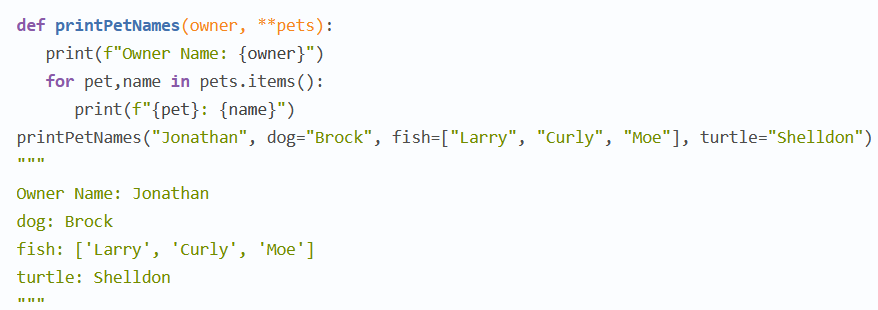 def printPetNames(owner, **pets):
   print(f"Owner Name: {owner}")
   for pet,name in pets.items():
      print(f"{pet}: {name}")
printPetNames("Jonathan", dog="Brock", fish=["Larry", "Curly", "Moe"], turtle="Shelldon")
"""
Owner Name: Jonathan
dog: Brock
fish: ['Larry', 'Curly', 'Moe']
turtle: Shelldon
"""